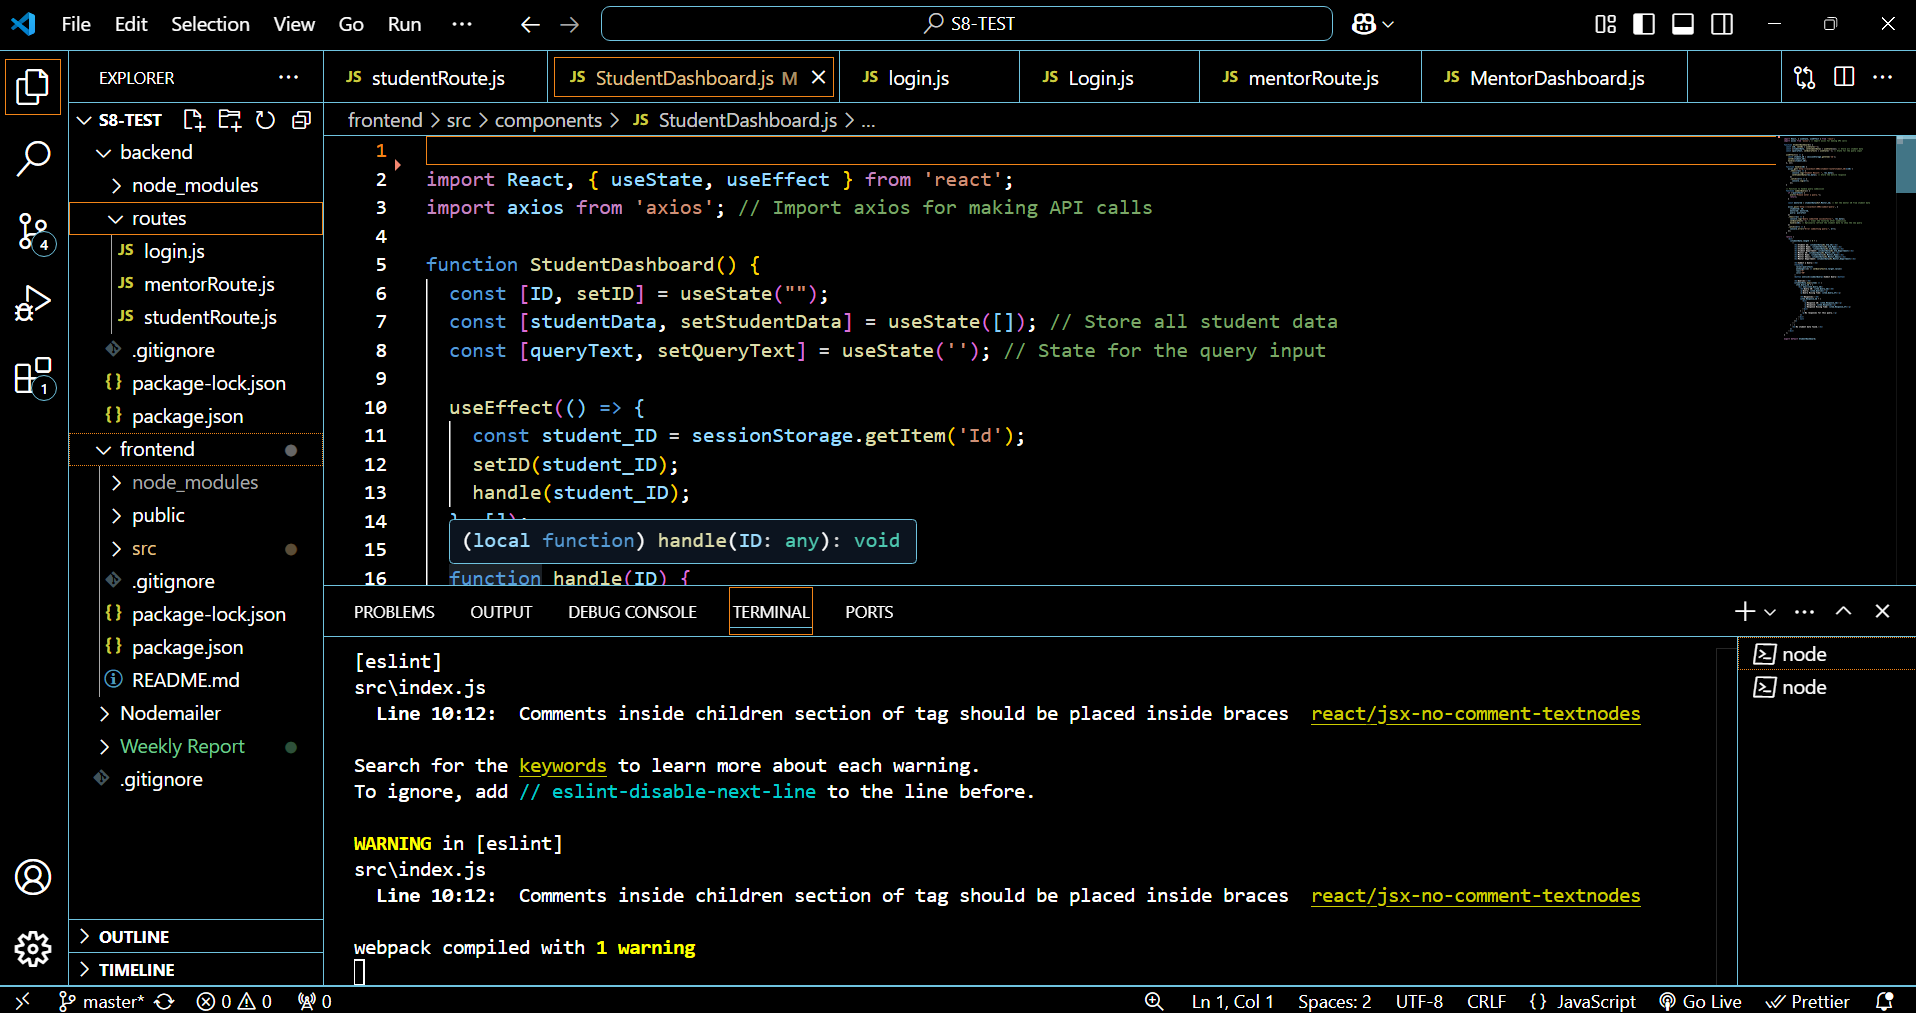 File Edit Selection View Go Run ··· S8-TEST
EXPLORER ···
JS studentRoute.js JS StudentDashboard.js M JS login.js JS Login.js JS mentorRoute.js JS MentorDashboard.js ···
S8-TEST
frontend > src > components > JS StudentDashboard.js > ...
backend
node_modules
routes
JS login.js
JS mentorRoute.js
JS studentRoute.js
.gitignore
{} package-lock.json
{} package.json
frontend
node_modules
public
src
.gitignore
{} package-lock.json
{} package.json
README.md
Nodemailer
Weekly Report
.gitignore
OUTLINE
TIMELINE
4
1
1
2 import React, { useState, useEffect } from 'react';
3 import axios from 'axios'; // Import axios for making API calls
4
5 function StudentDashboard() {
6 const [ID, setID] = useState("");
7 const [studentData, setStudentData] = useState([]); // Store all student data
8 const [queryText, setQueryText] = useState(''); // State for the query input
9
10 useEffect(() => {
11 const student_ID = sessionStorage.getItem('Id');
12 setID(student_ID);
13 handle(student_ID);
14
15 (local function) handle(ID: any): void
16 function handle(ID) {
PROBLEMS OUTPUT DEBUG CONSOLE TERMINAL PORTS ···
[eslint]
src\index.js
Line 10:12: Comments inside children section of tag should be placed inside braces react/jsx-no-comment-textnodes
Search for the keywords to learn more about each warning.
To ignore, add // eslint-disable-next-line to the line before.
WARNING in [eslint]
src\index.js
Line 10:12: Comments inside children section of tag should be placed inside braces react/jsx-no-comment-textnodes
webpack compiled with 1 warning
node
node
master* 0 0 0 Ln 1, Col 1 Spaces: 2 UTF-8 CRLF {} JavaScript Go Live Prettier